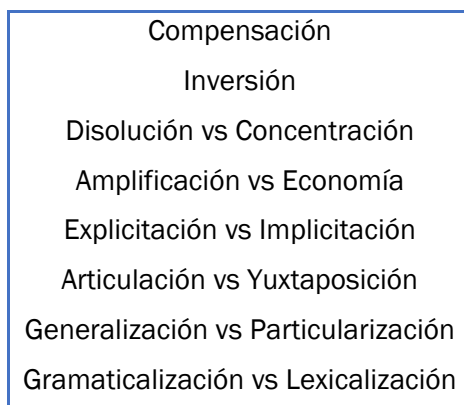 Compensación
Inversión
Disolución vs Concentración
Amplificación vs Economía
Explicitación vs Implicitación
Articulación vs Yuxtaposición
Generalización vs Particularización
Gramaticalización vs Lexicalización